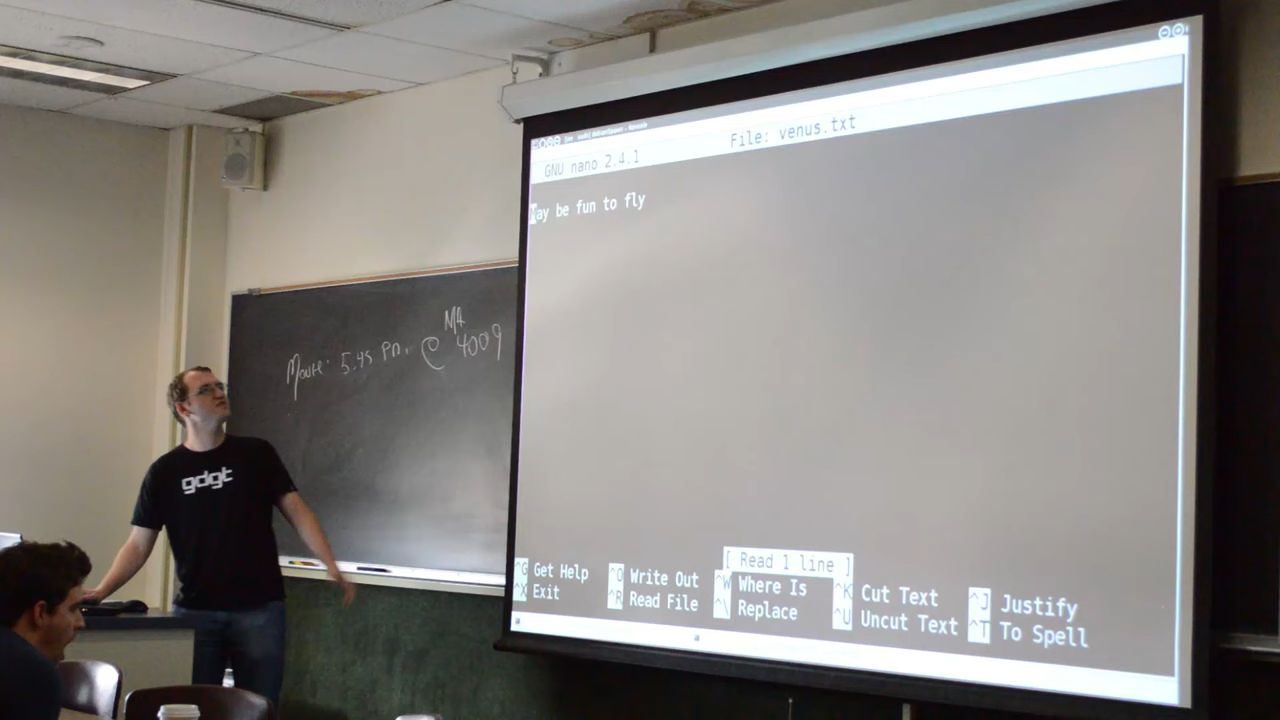 GNU nano 2.4.1
File: venus.txt
May be fun to fly
[ Read 1 line ]
^G Get Help ^O Write Out ^W Where Is ^K Cut Text ^J Justify
^X Exit ^R Read File ^\ Replace ^U Uncut Text ^T To Spell
5.45 PM. @ MA
4009
gdgt